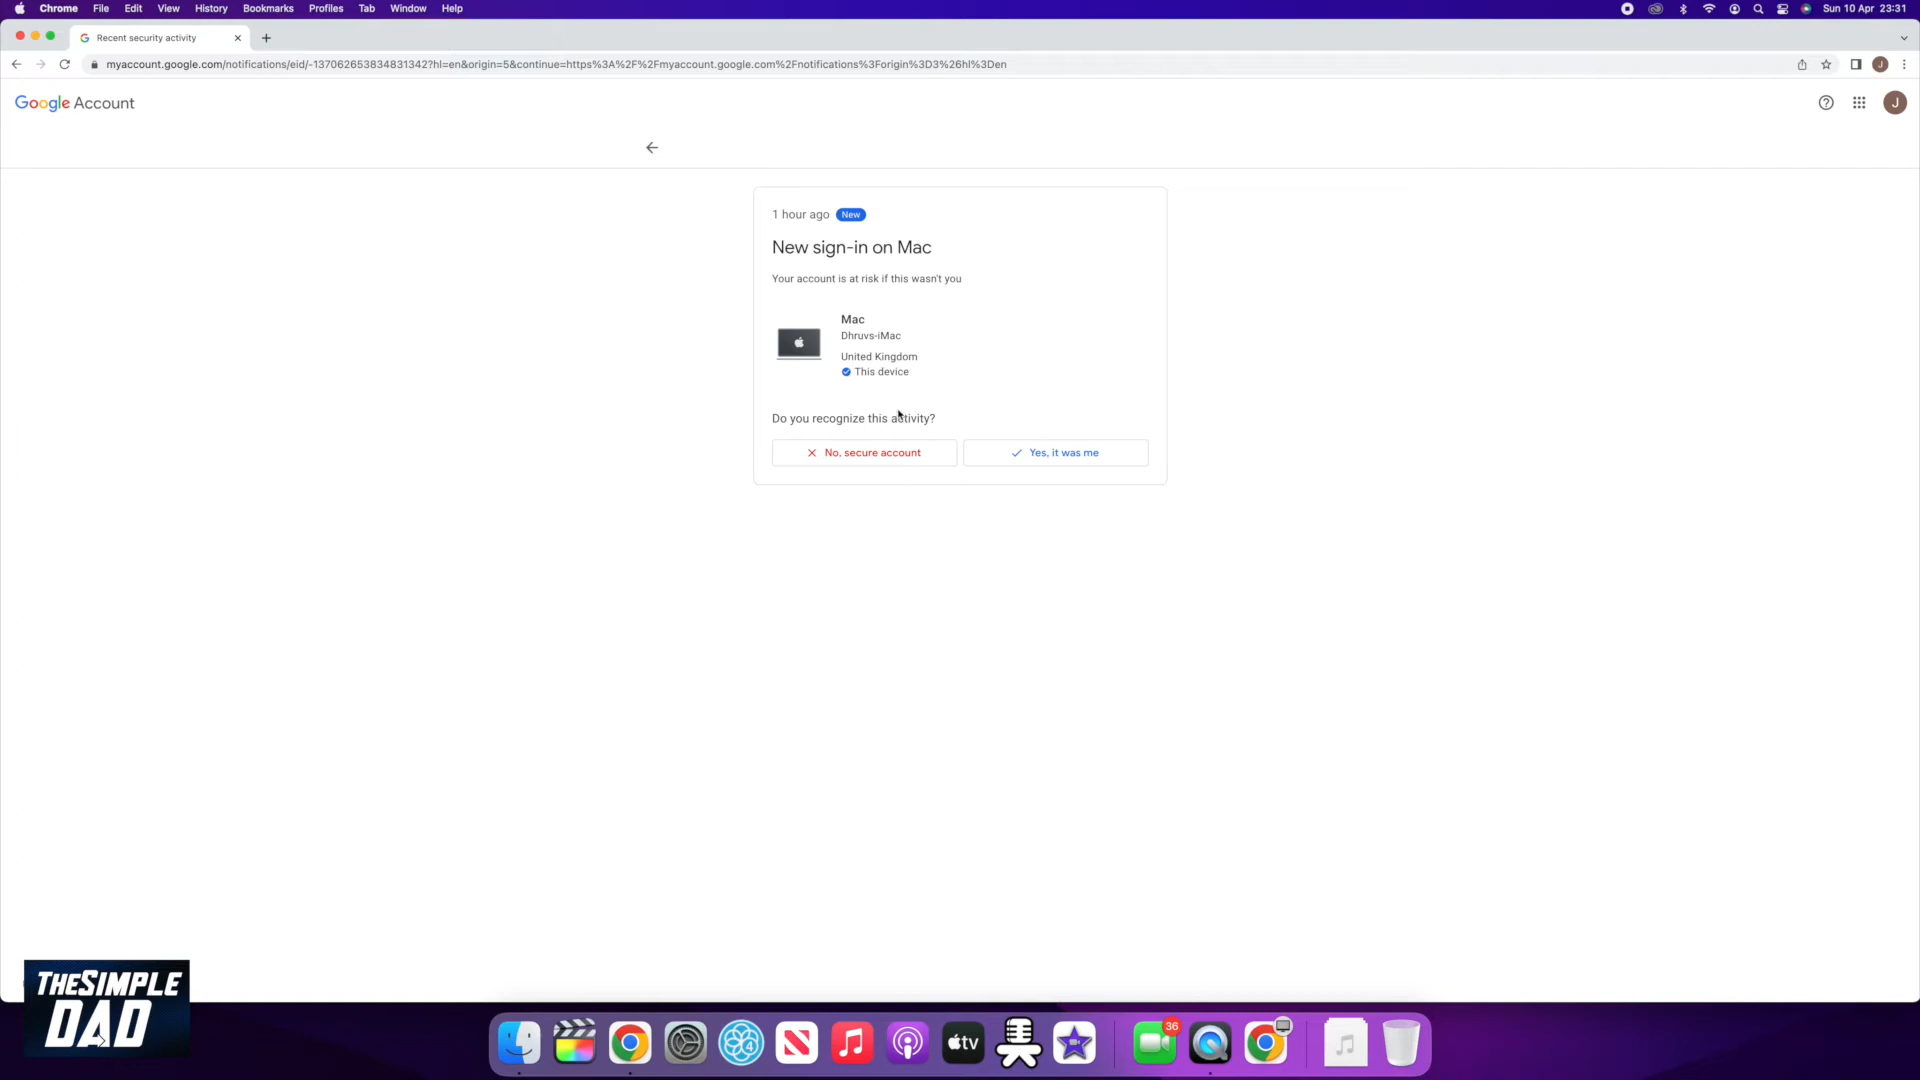 Chrome File Edit View History Bookmarks Profiles Tab Window Help Sun 10 Apr 23:31
Recent security activity
myaccount.google.com/notifications/eid/-137062653834831342?hl=en&origin=5&continue=https%3A%2F%2Fmyaccount.google.com%2Fnotifications%3Forigin%3D3%26hl%3Den J
Google Account J
1 hour ago New
New sign-in on Mac
Your account is at risk if this wasn't you
Mac
Dhruvs-iMac
United Kingdom
This device
Do you recognize this activity?
No, secure account Yes, it was me
THESIMPLE
DAD
4 tv 36